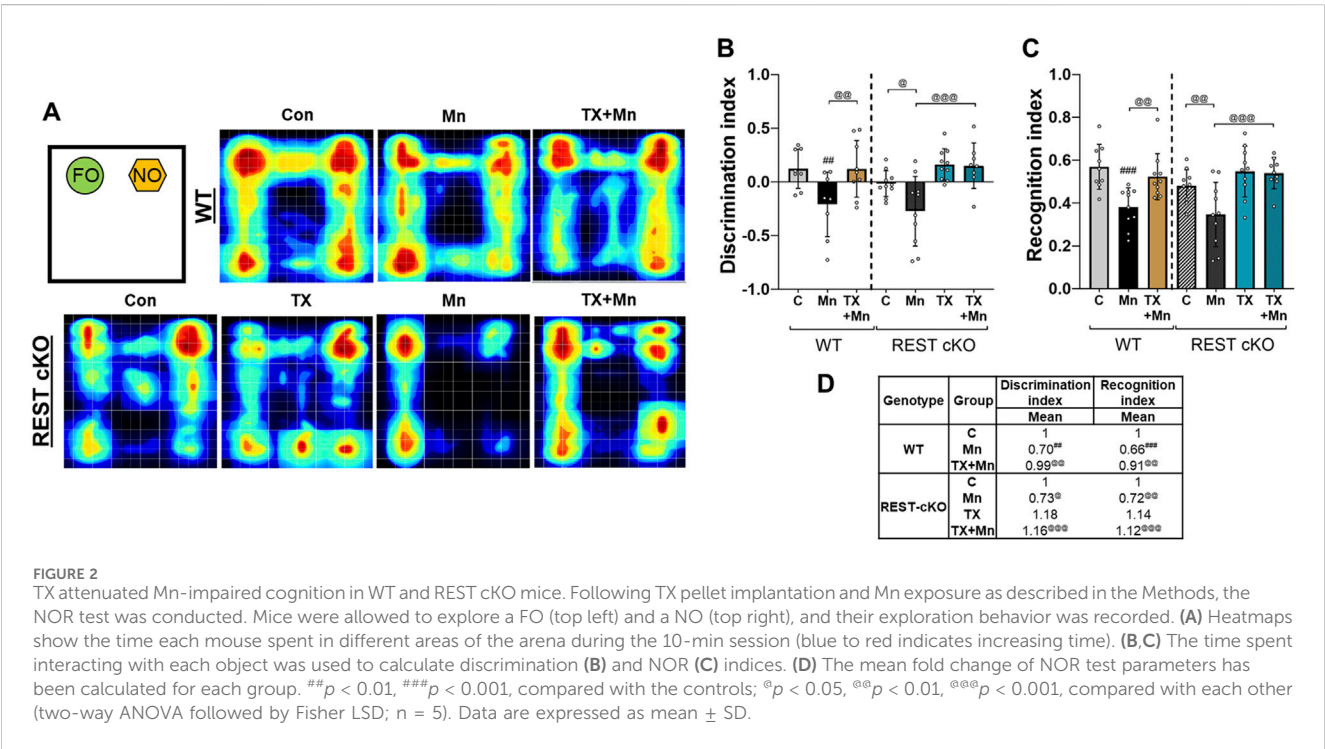 A
FO
NO
WT
Con
Mn
TX+Mn
REST cKO
Con
TX
Mn
TX+Mn
B
Discrimination index
1.0
0.5
0.0
-0.5
-1.0
##
@@
@
@@@
C
Mn
TX
+Mn
C
Mn
TX
TX
+Mn
WT
REST cKO
C
Recognition index
1.0
0.8
0.6
0.4
0.2
0.0
###
@@
@@
@@@
C
Mn
TX
+Mn
C
Mn
TX
TX
+Mn
WT
REST cKO
D
Genotype Group Discrimination index Recognition index
Mean Mean
WT C 1 1
Mn 0.70## 0.66###
TX+Mn 0.99@@ 0.91@@
REST-cKO C 1 1
Mn 0.73@ 0.72@@
TX 1.18 1.14
TX+Mn 1.16@@@ 1.12@@@
FIGURE 2
TX attenuated Mn-impaired cognition in WT and REST cKO mice. Following TX pellet implantation and Mn exposure as described in the Methods, the
NOR test was conducted. Mice were allowed to explore a FO (top left) and a NO (top right), and their exploration behavior was recorded. (A) Heatmaps
show the time each mouse spent in different areas of the arena during the 10-min session (blue to red indicates increasing time). (B,C) The time spent
interacting with each object was used to calculate discrimination (B) and NOR (C) indices. (D) The mean fold change of NOR test parameters has
been calculated for each group. ##p < 0.01, ###p < 0.001, compared with the controls; @p < 0.05, @@p < 0.01, @@@p < 0.001, compared with each other
(two-way ANOVA followed by Fisher LSD; n = 5). Data are expressed as mean ± SD.